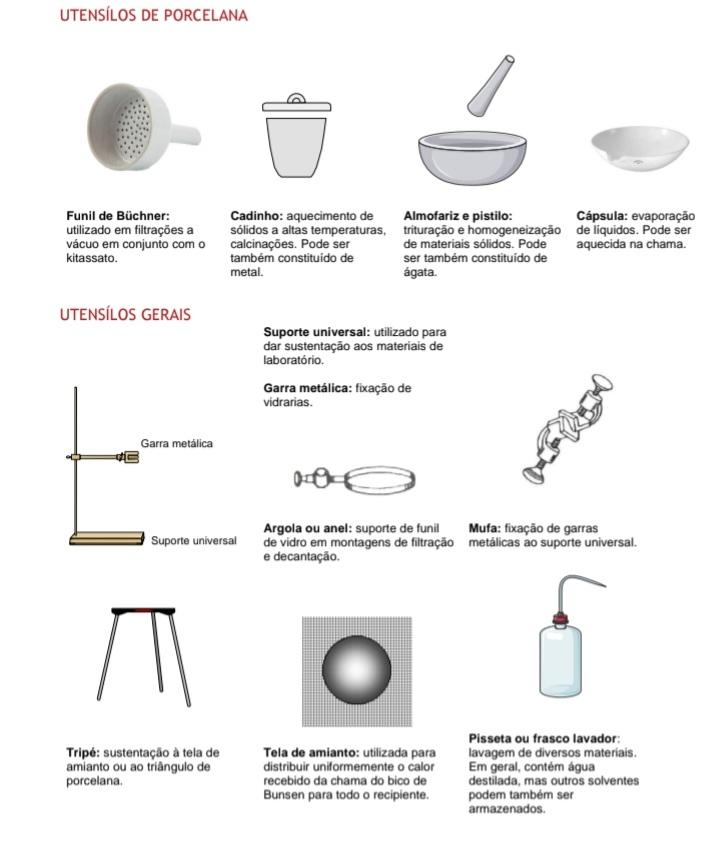 UTENSÍLOS DE PORCELANA
Funil de Büchner:
utilizado em filtrações a
vácuo em conjunto com o
kitassato.
Cadinho: aquecimento de
sólidos a altas temperaturas,
calcinações. Pode ser
também constituído de
metal.
Almofariz e pistilo:
trituração e homogeneização
de materiais sólidos. Pode
ser também constituído de
ágata.
Cápsula: evaporação
de líquidos. Pode ser
aquecida na chama.
UTENSÍLOS GERAIS
Suporte universal: utilizado para
dar sustentação aos materiais de
laboratório.
Garra metálica: fixação de
vidrarias.
Garra metálica
Suporte universal
Argola ou anel: suporte de funil
de vidro em montagens de filtração
e decantação.
Mufa: fixação de garras
metálicas ao suporte universal.
Tripé: sustentação à tela de
amianto ou ao triângulo de
porcelana.
Tela de amianto: utilizada para
distribuir uniformemente o calor
recebido da chama do bico de
Bunsen para todo o recipiente.
Pisseta ou frasco lavador:
lavagem de diversos materiais.
Em geral, contém água
destilada, mas outros solventes
podem também ser
armazenados.